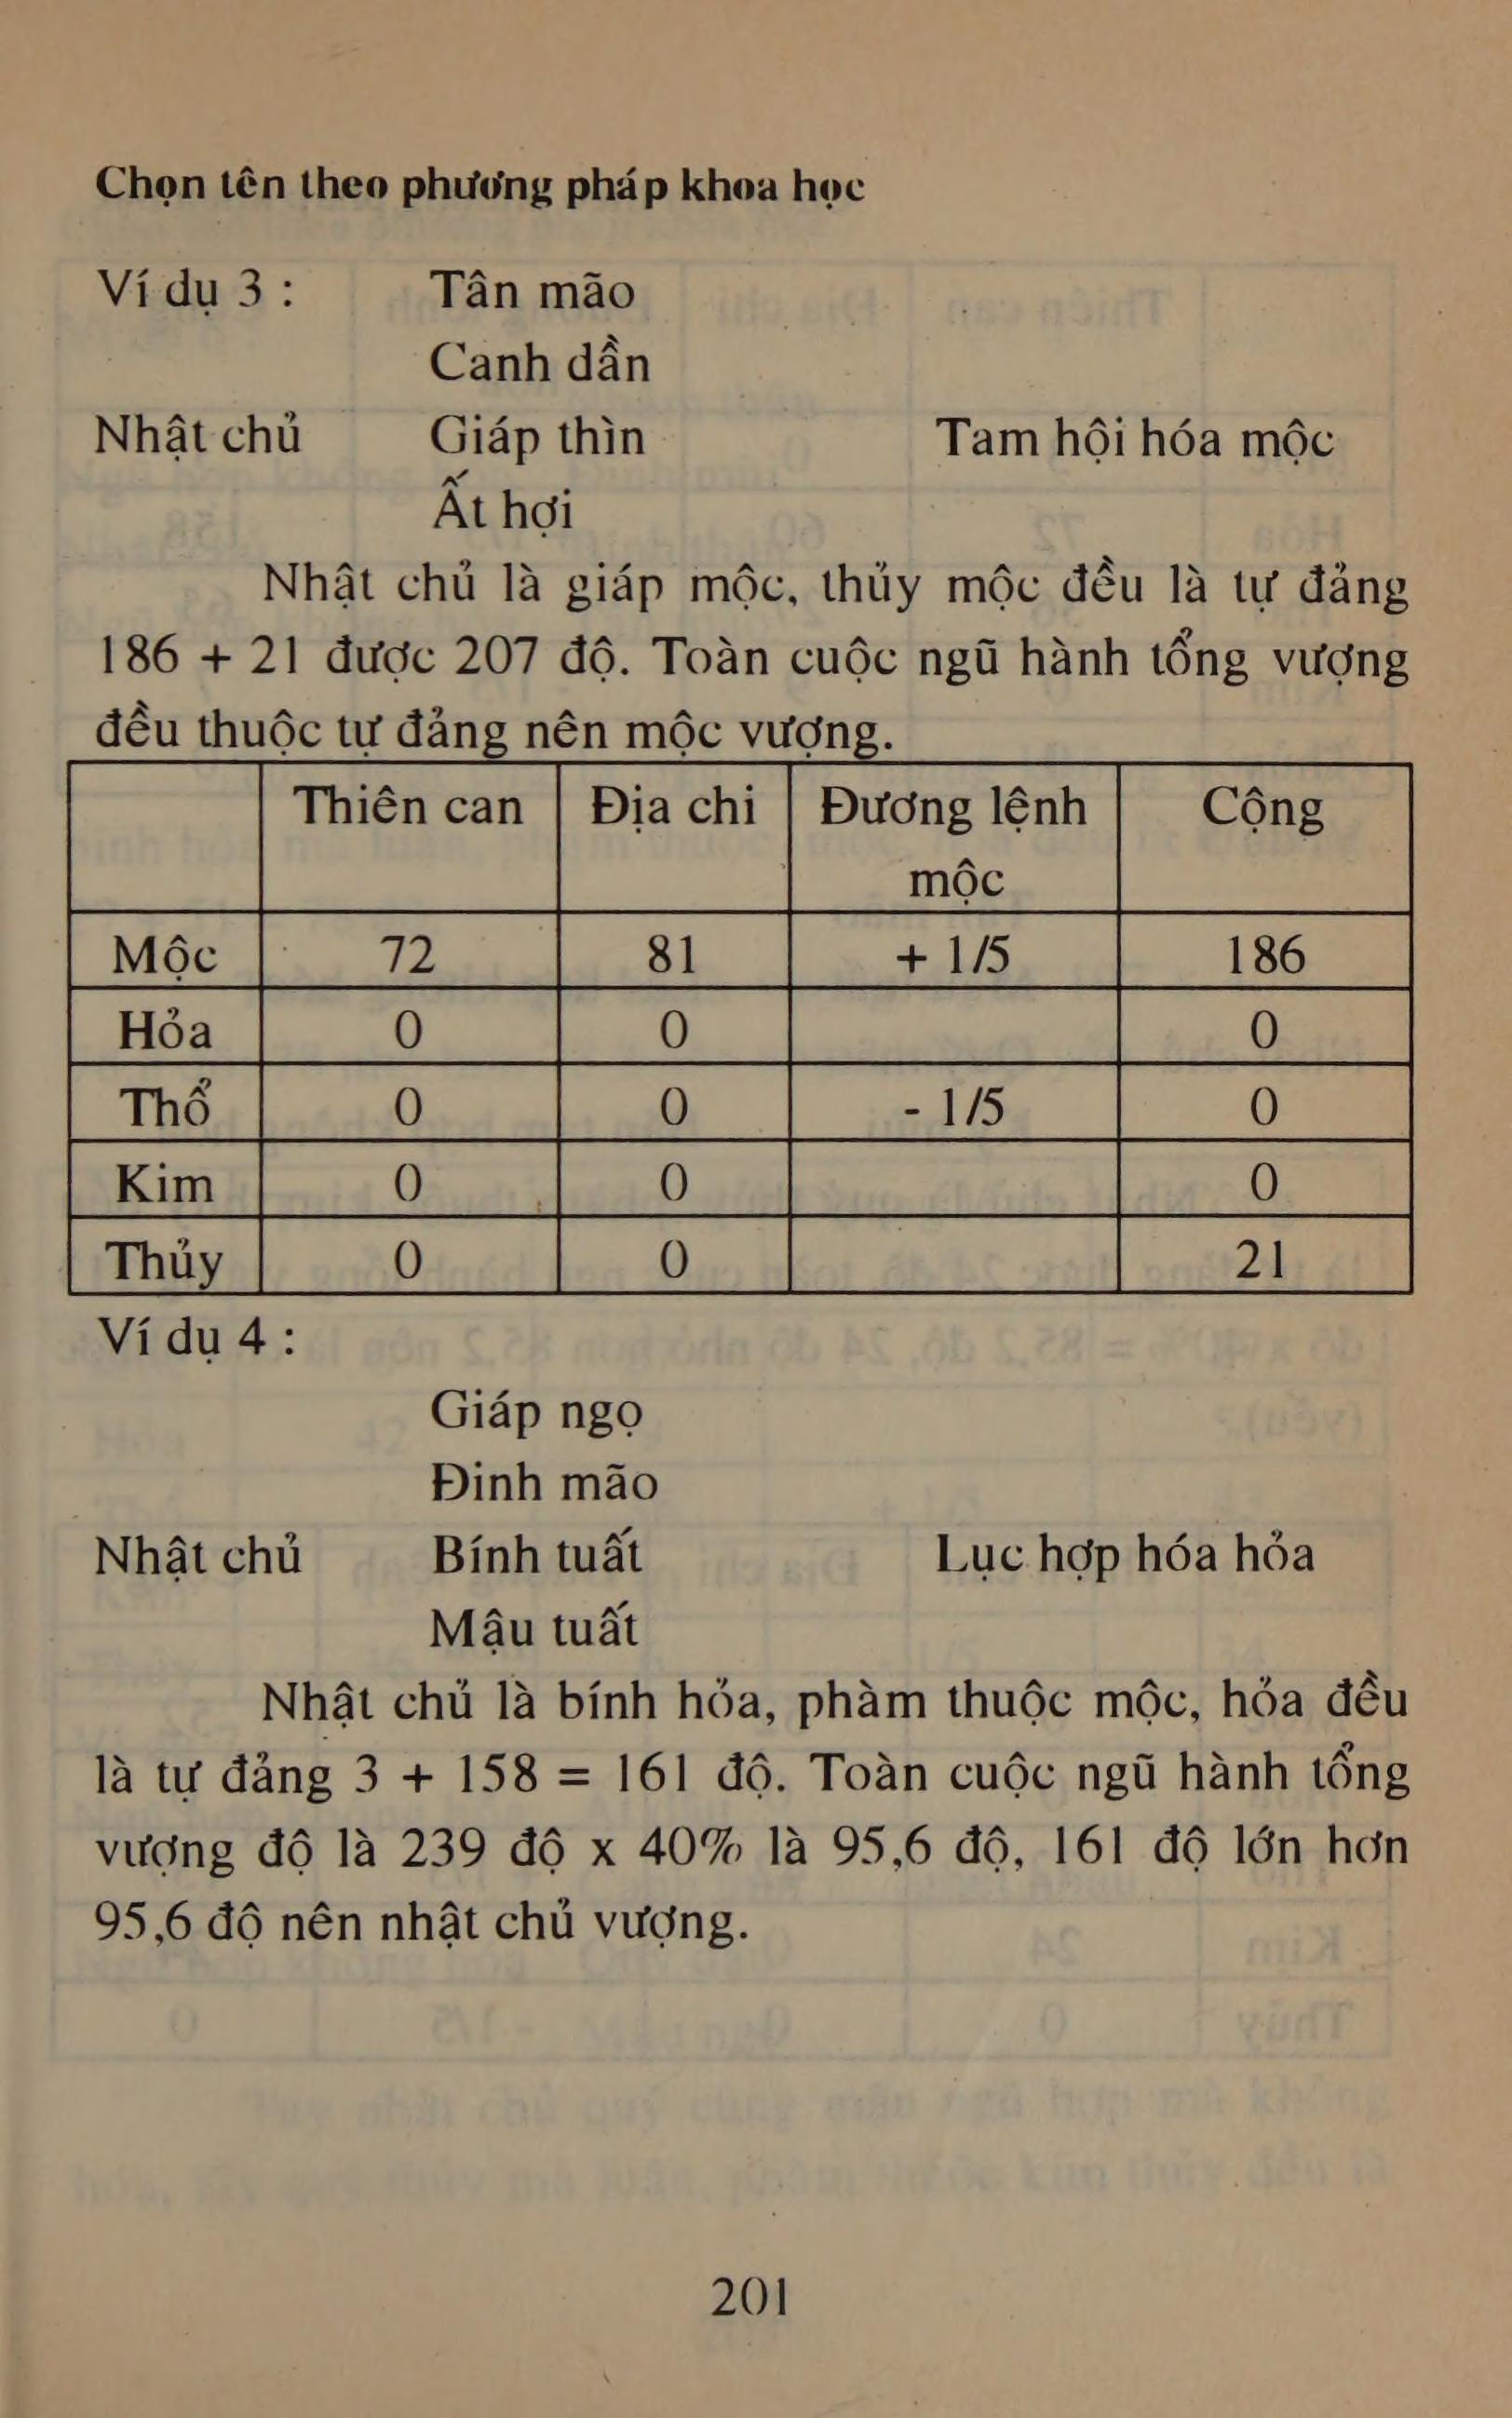 Chọn tên theo phương pháp khoa học
Ví dụ 3 : Tân mão
Canh dần
Nhật chủ Giáp thìn Tam hội hóa mộc
Ất hợi
Nhật chủ là giáp mộc, thủy mộc đều là tự đảng
186 + 21 được 207 độ. Toàn cuộc ngũ hành tổng vượng
đều thuộc tự đảng nên mộc vượng.
Thiên can Địa chi Đương lệnh Cộng
mộc
Mộc 72 81 + 1/5 186
Hỏa 0 0 0
Thổ 0 0 - 1/5 0
Kim 0 0 0
Thủy 0 0 21
Ví dụ 4 :
Giáp ngọ
Đinh mão
Nhật chủ Bính tuất Lục hợp hóa hỏa
Mậu tuất
Nhật chủ là bính hỏa, phàm thuộc mộc, hỏa đều
là tự đảng 3 + 158 = 161 độ. Toàn cuộc ngũ hành tổng
vượng độ là 239 độ x 40% là 95,6 độ, 161 độ lớn hơn
95,6 độ nên nhật chủ vượng.
201